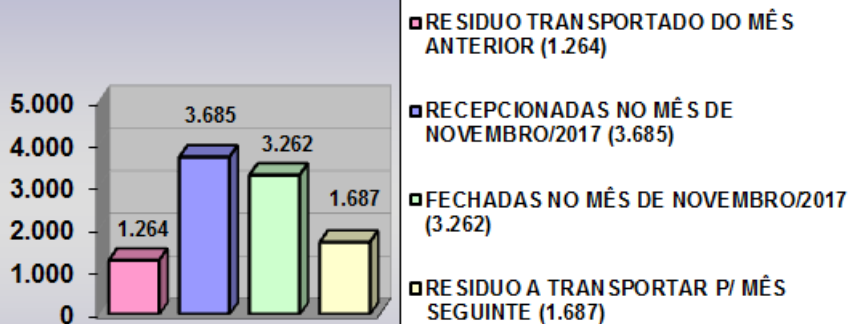 5.000
4.000
3.000
2.000
1.000
0
1.264
3.685
3.262
1.687
RESIDUO TRANSPORTADO DO MÊS
ANTERIOR (1.264)
RECEPCIONADAS NO MÊS DE
NOVEMBRO/2017 (3.685)
FECHADAS NO MÊS DE NOVEMBRO/2017
(3.262)
RESIDUO A TRANSPORTAR P/ MÊS
SEGUINTE (1.687)